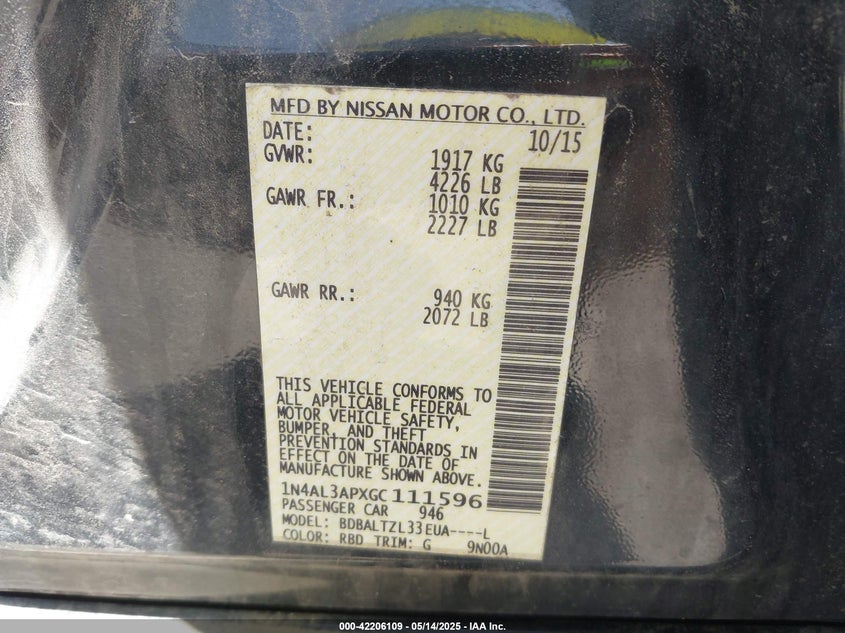 MFD BY NISSAN MOTOR CO., LTD.
DATE: 10/15
GVWR: 1917 KG
4226 LB
GAWR FR.: 1010 KG
2227 LB
GAWR RR.: 940 KG
2072 LB
THIS VEHICLE CONFORMS TO
ALL APPLICABLE FEDERAL
MOTOR VEHICLE SAFETY,
BUMPER, AND THEFT
PREVENTION STANDARDS IN
EFFECT ON THE DATE OF
MANUFACTURE SHOWN ABOVE.
1N4AL3APXGC111596
PASSENGER CAR 946
MODEL: BDBALTZL33EUA----L
COLOR: RBD TRIM: G 9N00A
000-42206109 - 05/14/2025 - IAA Inc.